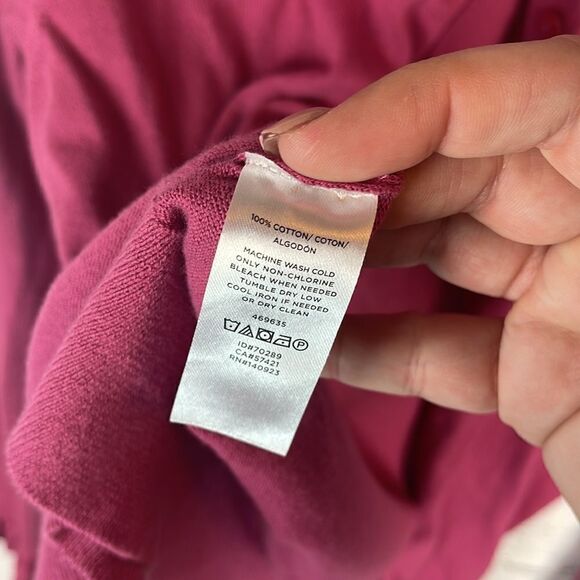 100% COTTON/ COTON/
ALGODÓN
MACHINE WASH COLD
ONLY NON-CHLORINE
BLEACH WHEN NEEDED
TUMBLE DRY LOW
COOL IRON IF NEEDED
OR DRY CLEAN
469635
P
ID#70289
CA#57421
RN#140923